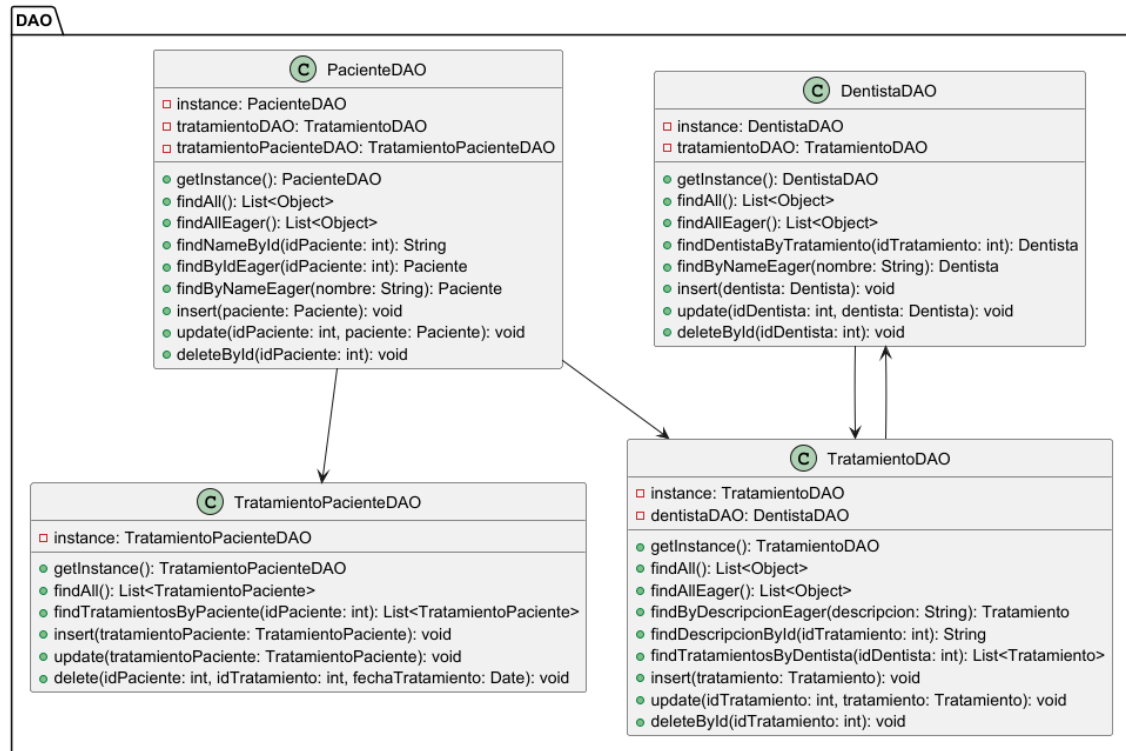 DAO
C PacienteDAO
instance: PacienteDAO
tratamientoDAO: TratamientoDAO
tratamientoPacienteDAO: TratamientoPacienteDAO
getInstance(): PacienteDAO
findAll(): List<Object>
findAllEager(): List<Object>
findNameById(idPaciente: int): String
findByIdEager(idPaciente: int): Paciente
findByNameEager(nombre: String): Paciente
insert(paciente: Paciente): void
update(idPaciente: int, paciente: Paciente): void
deleteById(idPaciente: int): void
C DentistaDAO
instance: DentistaDAO
tratamientoDAO: TratamientoDAO
getInstance(): DentistaDAO
findAll(): List<Object>
findAllEager(): List<Object>
findDentistaByTratamiento(idTratamiento: int): Dentista
findByNameEager(nombre: String): Dentista
insert(dentista: Dentista): void
update(idDentista: int, dentista: Dentista): void
deleteById(idDentista: int): void
C TratamientoPacienteDAO
instance: TratamientoPacienteDAO
getInstance(): TratamientoPacienteDAO
findAll(): List<TratamientoPaciente>
findTratamientosByPaciente(idPaciente: int): List<TratamientoPaciente>
insert(tratamientoPaciente: TratamientoPaciente): void
update(tratamientoPaciente: TratamientoPaciente): void
delete(idPaciente: int, idTratamiento: int, fechaTratamiento: Date): void
C TratamientoDAO
instance: TratamientoDAO
dentistaDAO: DentistaDAO
getInstance(): TratamientoDAO
findAll(): List<Object>
findAllEager(): List<Object>
findByDescripcionEager(descripcion: String): Tratamiento
findDescripcionById(idTratamiento: int): String
findTratamientosByDentista(idDentista: int): List<Tratamiento>
insert(tratamiento: Tratamiento): void
update(idTratamiento: int, tratamiento: Tratamiento): void
deleteById(idTratamiento: int): void